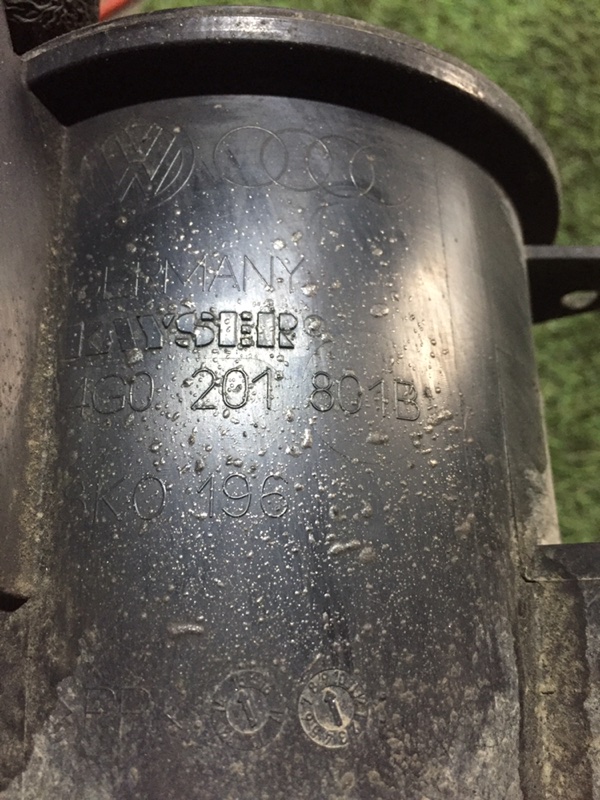 GERMANY
KAYSER
4G0 201 801B
8K0 196